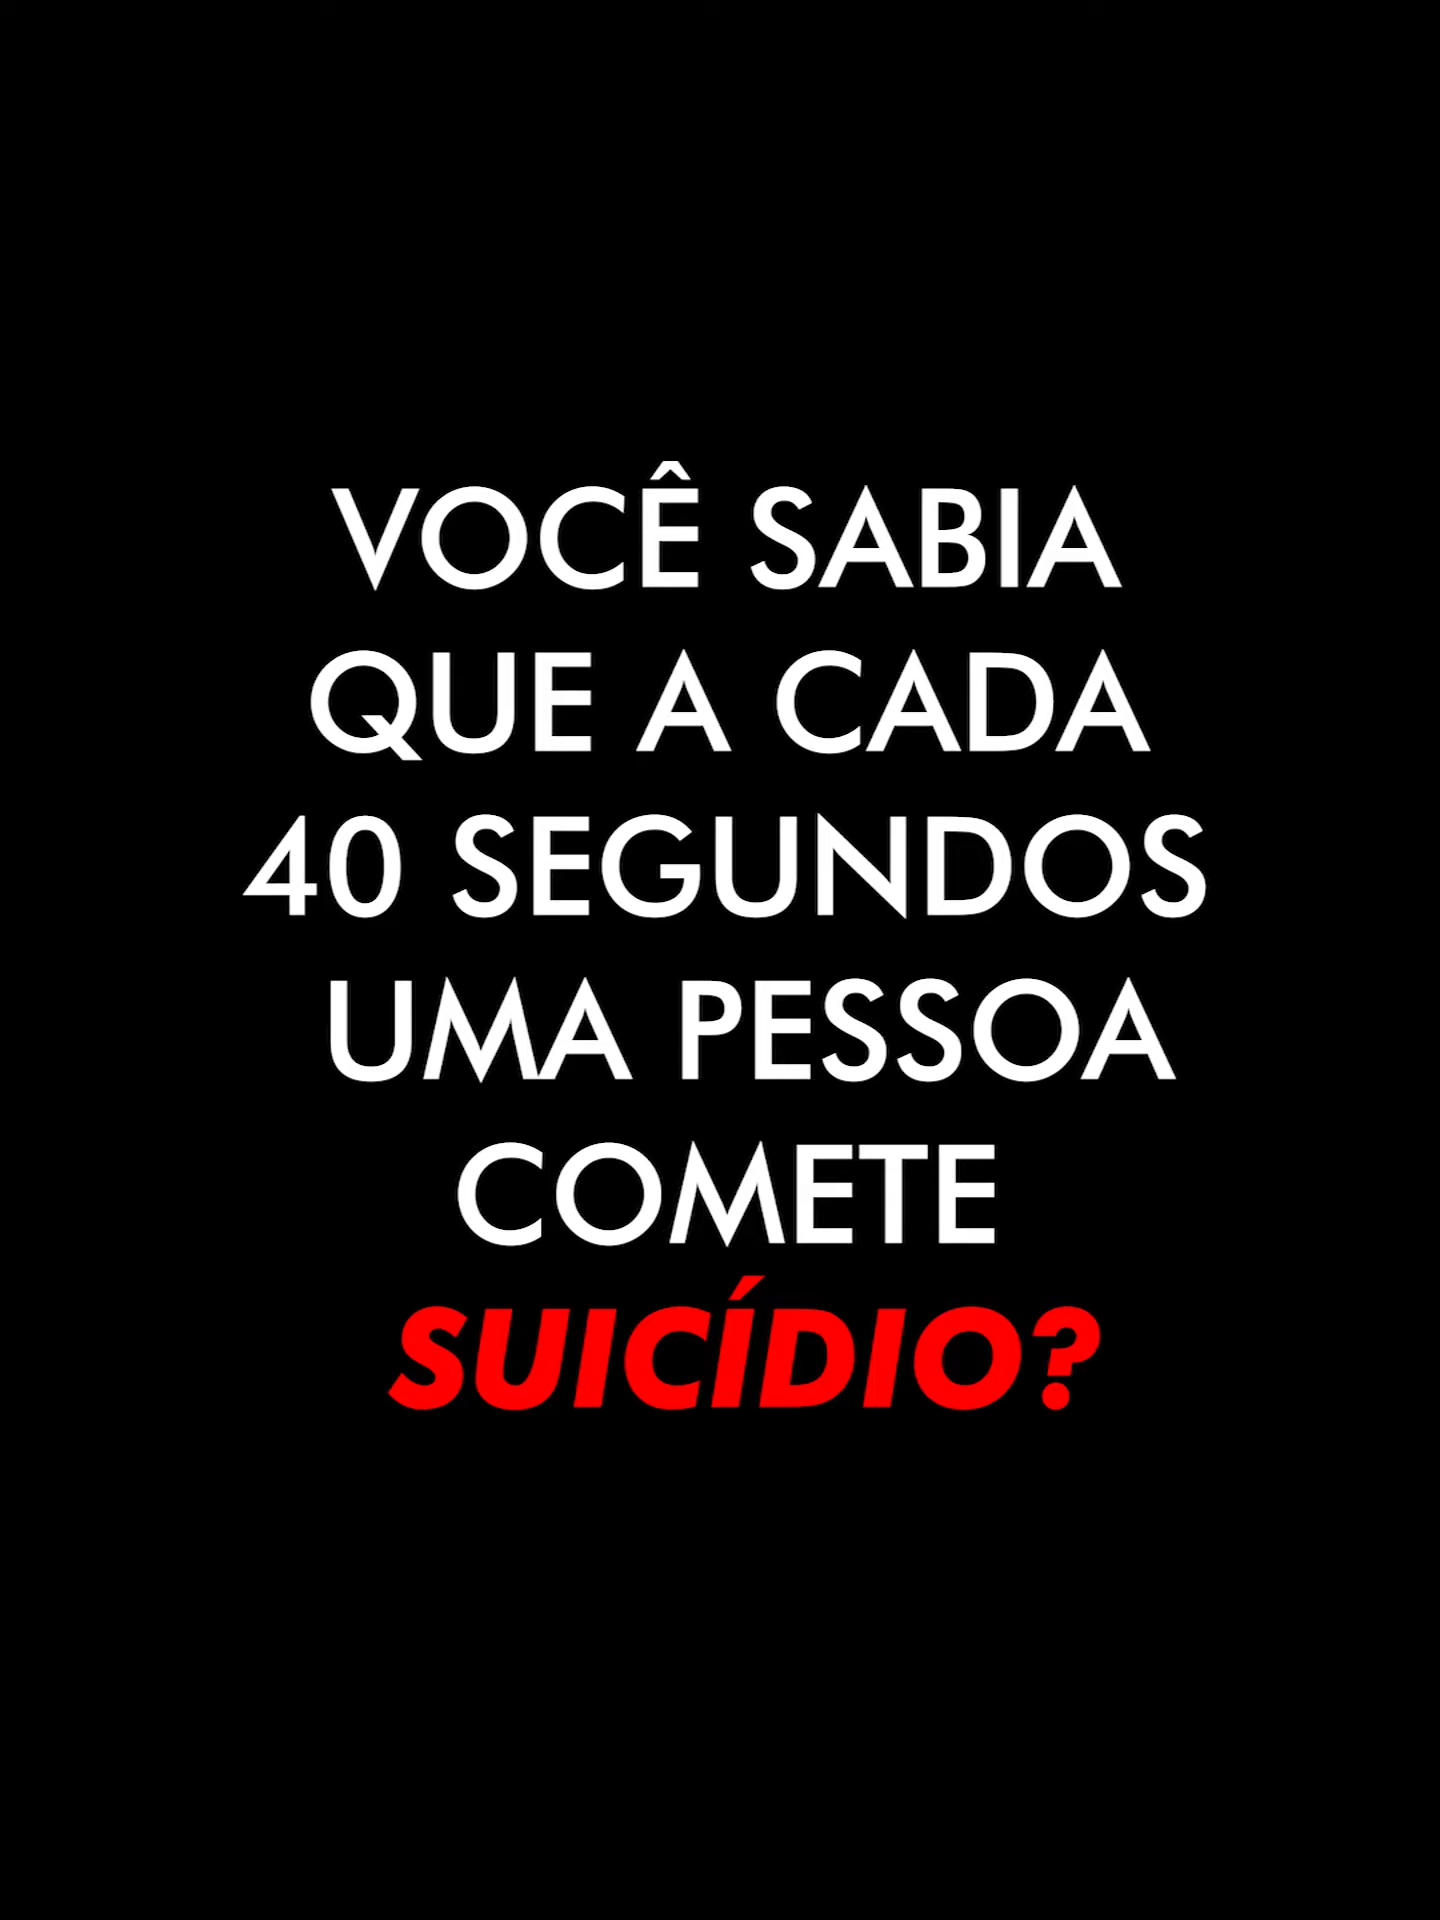 VOCÊ SABIA
QUE A CADA
40 SEGUNDOS
UMA PESSOA
COMETE
SUICÍDIO?